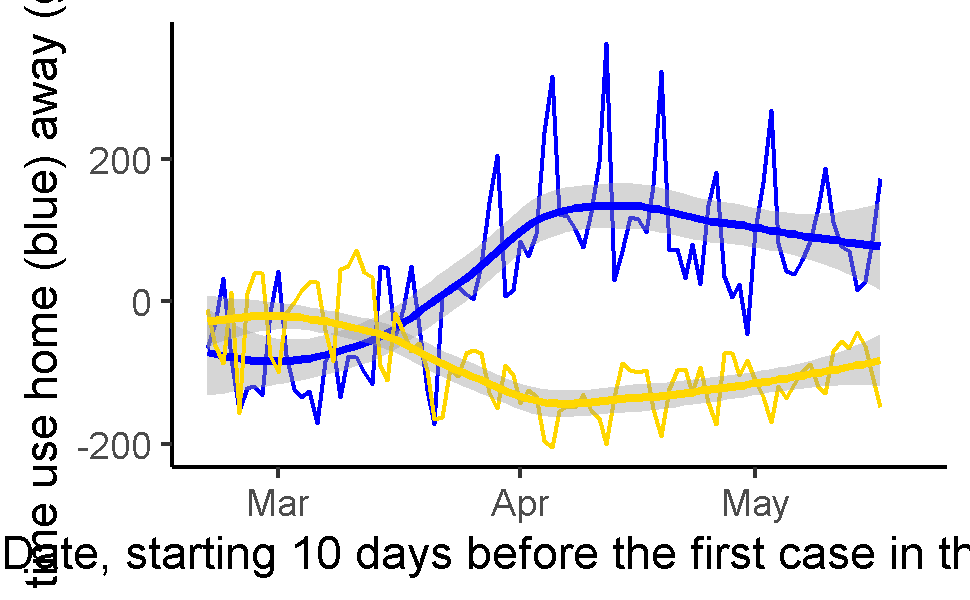 time use home (blue) away (
200
0
-200
Mar Apr May
Date, starting 10 days before the first case in th